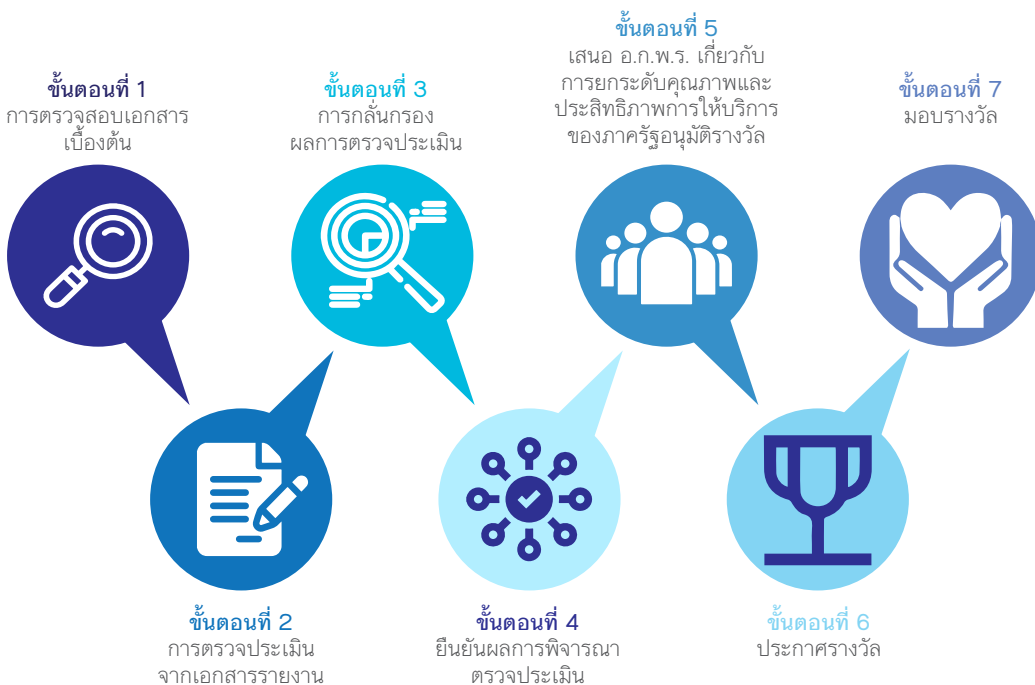 ขั้นตอนที่ 1
การตรวจสอบเอกสาร
เบื้องต้น
ขั้นตอนที่ 2
การตรวจประเมิน
จากเอกสารรายงาน
ขั้นตอนที่ 3
การกลั่นกรอง
ผลการตรวจประเมิน
ขั้นตอนที่ 4
ยืนยันผลการพิจารณา
ตรวจประเมิน
ขั้นตอนที่ 5
เสนอ อ.ก.พ.ร. เกี่ยวกับ
การยกระดับคุณภาพและ
ประสิทธิภาพการให้บริการ
ของภาครัฐอนุมัติรางวัล
ขั้นตอนที่ 6
ประกาศรางวัล
ขั้นตอนที่ 7
มอบรางวัล